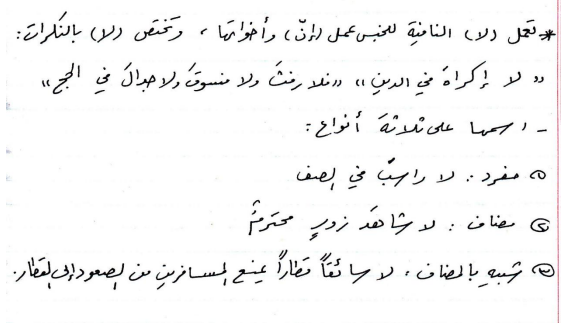 * تعمل (لا) النافية للجنس عمل (إنّ) وأخواتها ، وتختص (لا) بالنكرات :
" لا إكراهَ في الدين " " فلا رفثَ ولا فسوقَ ولا جدالَ في الحج "
- اسمها على ثلاثة أنواع :
① مفرد : لا راسبَ في الصف
② مضاف : لا شاهدَ زورٍ محترمٌ
③ شبيه بالمضاف : لا سائقاً قطاراً يمنع المسافرين من الصعود إلى القطار.